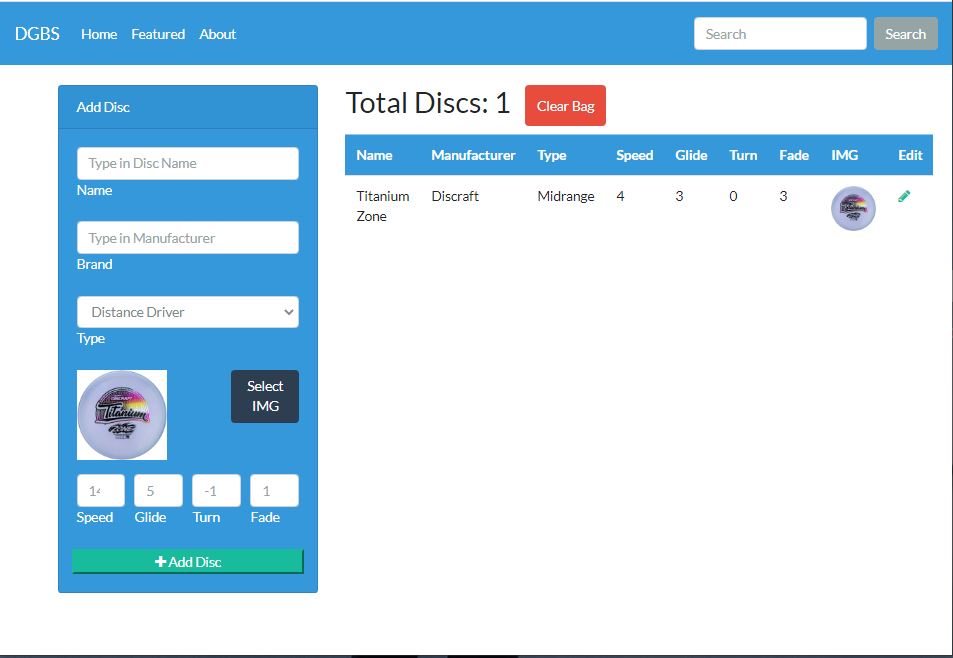 DGBS Home Featured About Search Search
Add Disc
Type in Disc Name
Name
Type in Manufacturer
Brand
Distance Driver
Type
Titanium
Select
IMG
5 -1 1
Speed Glide Turn Fade
Add Disc
Total Discs: 1 Clear Bag
Name Manufacturer Type Speed Glide Turn Fade IMG Edit
Titanium Discraft Midrange 4 3 0 3
Zone